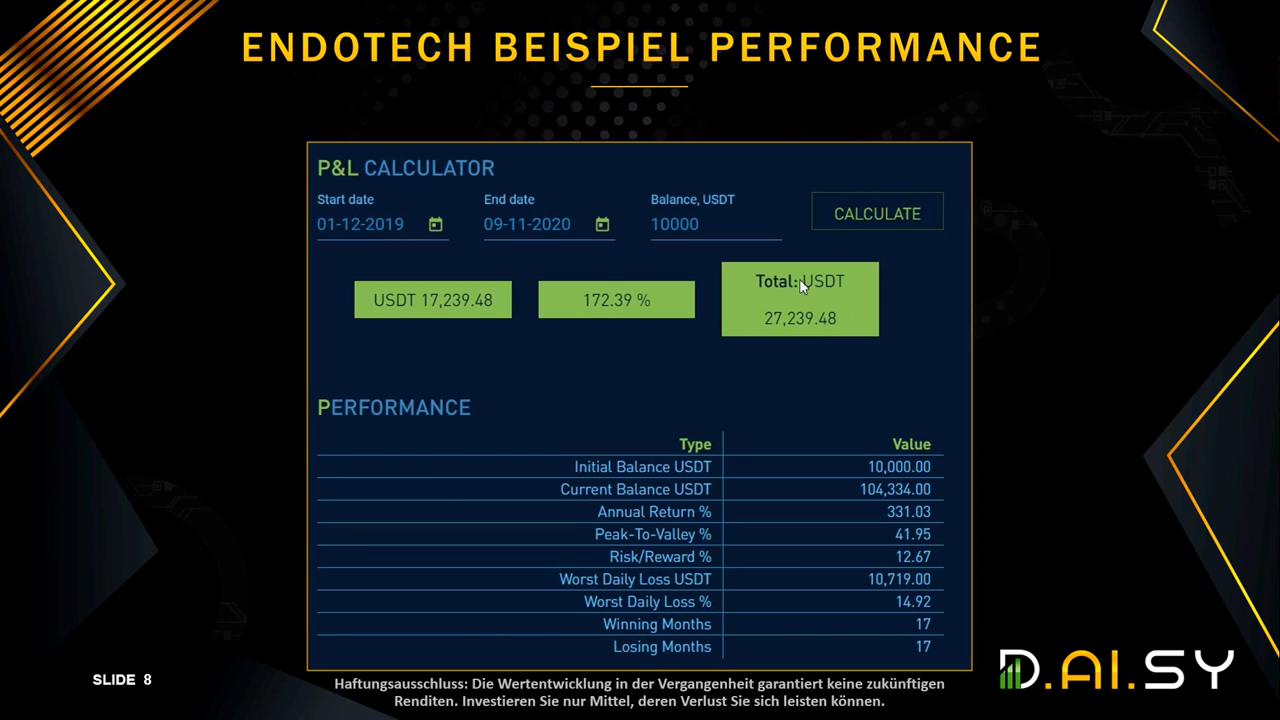 ENDOTECH BEISPIEL PERFORMANCE
P&L CALCULATOR
Start date End date Balance, USDT
01-12-2019 09-11-2020 10000 CALCULATE
USDT 17,239.48 172.39 % Total: USDT
27,239.48
PERFORMANCE
Type Value
Initial Balance USDT 10,000.00
Current Balance USDT 104,334.00
Annual Return % 331.03
Peak-To-Valley % 41.95
Risk/Reward % 12.67
Worst Daily Loss USDT 10,719.00
Worst Daily Loss % 14.92
Winning Months 17
Losing Months 17
SLIDE 8
D.AI.SY
Haftungsausschluss: Die Wertentwicklung in der Vergangenheit garantiert keine zukünftigen
Renditen. Investieren Sie nur Mittel, deren Verlust Sie sich leisten können.